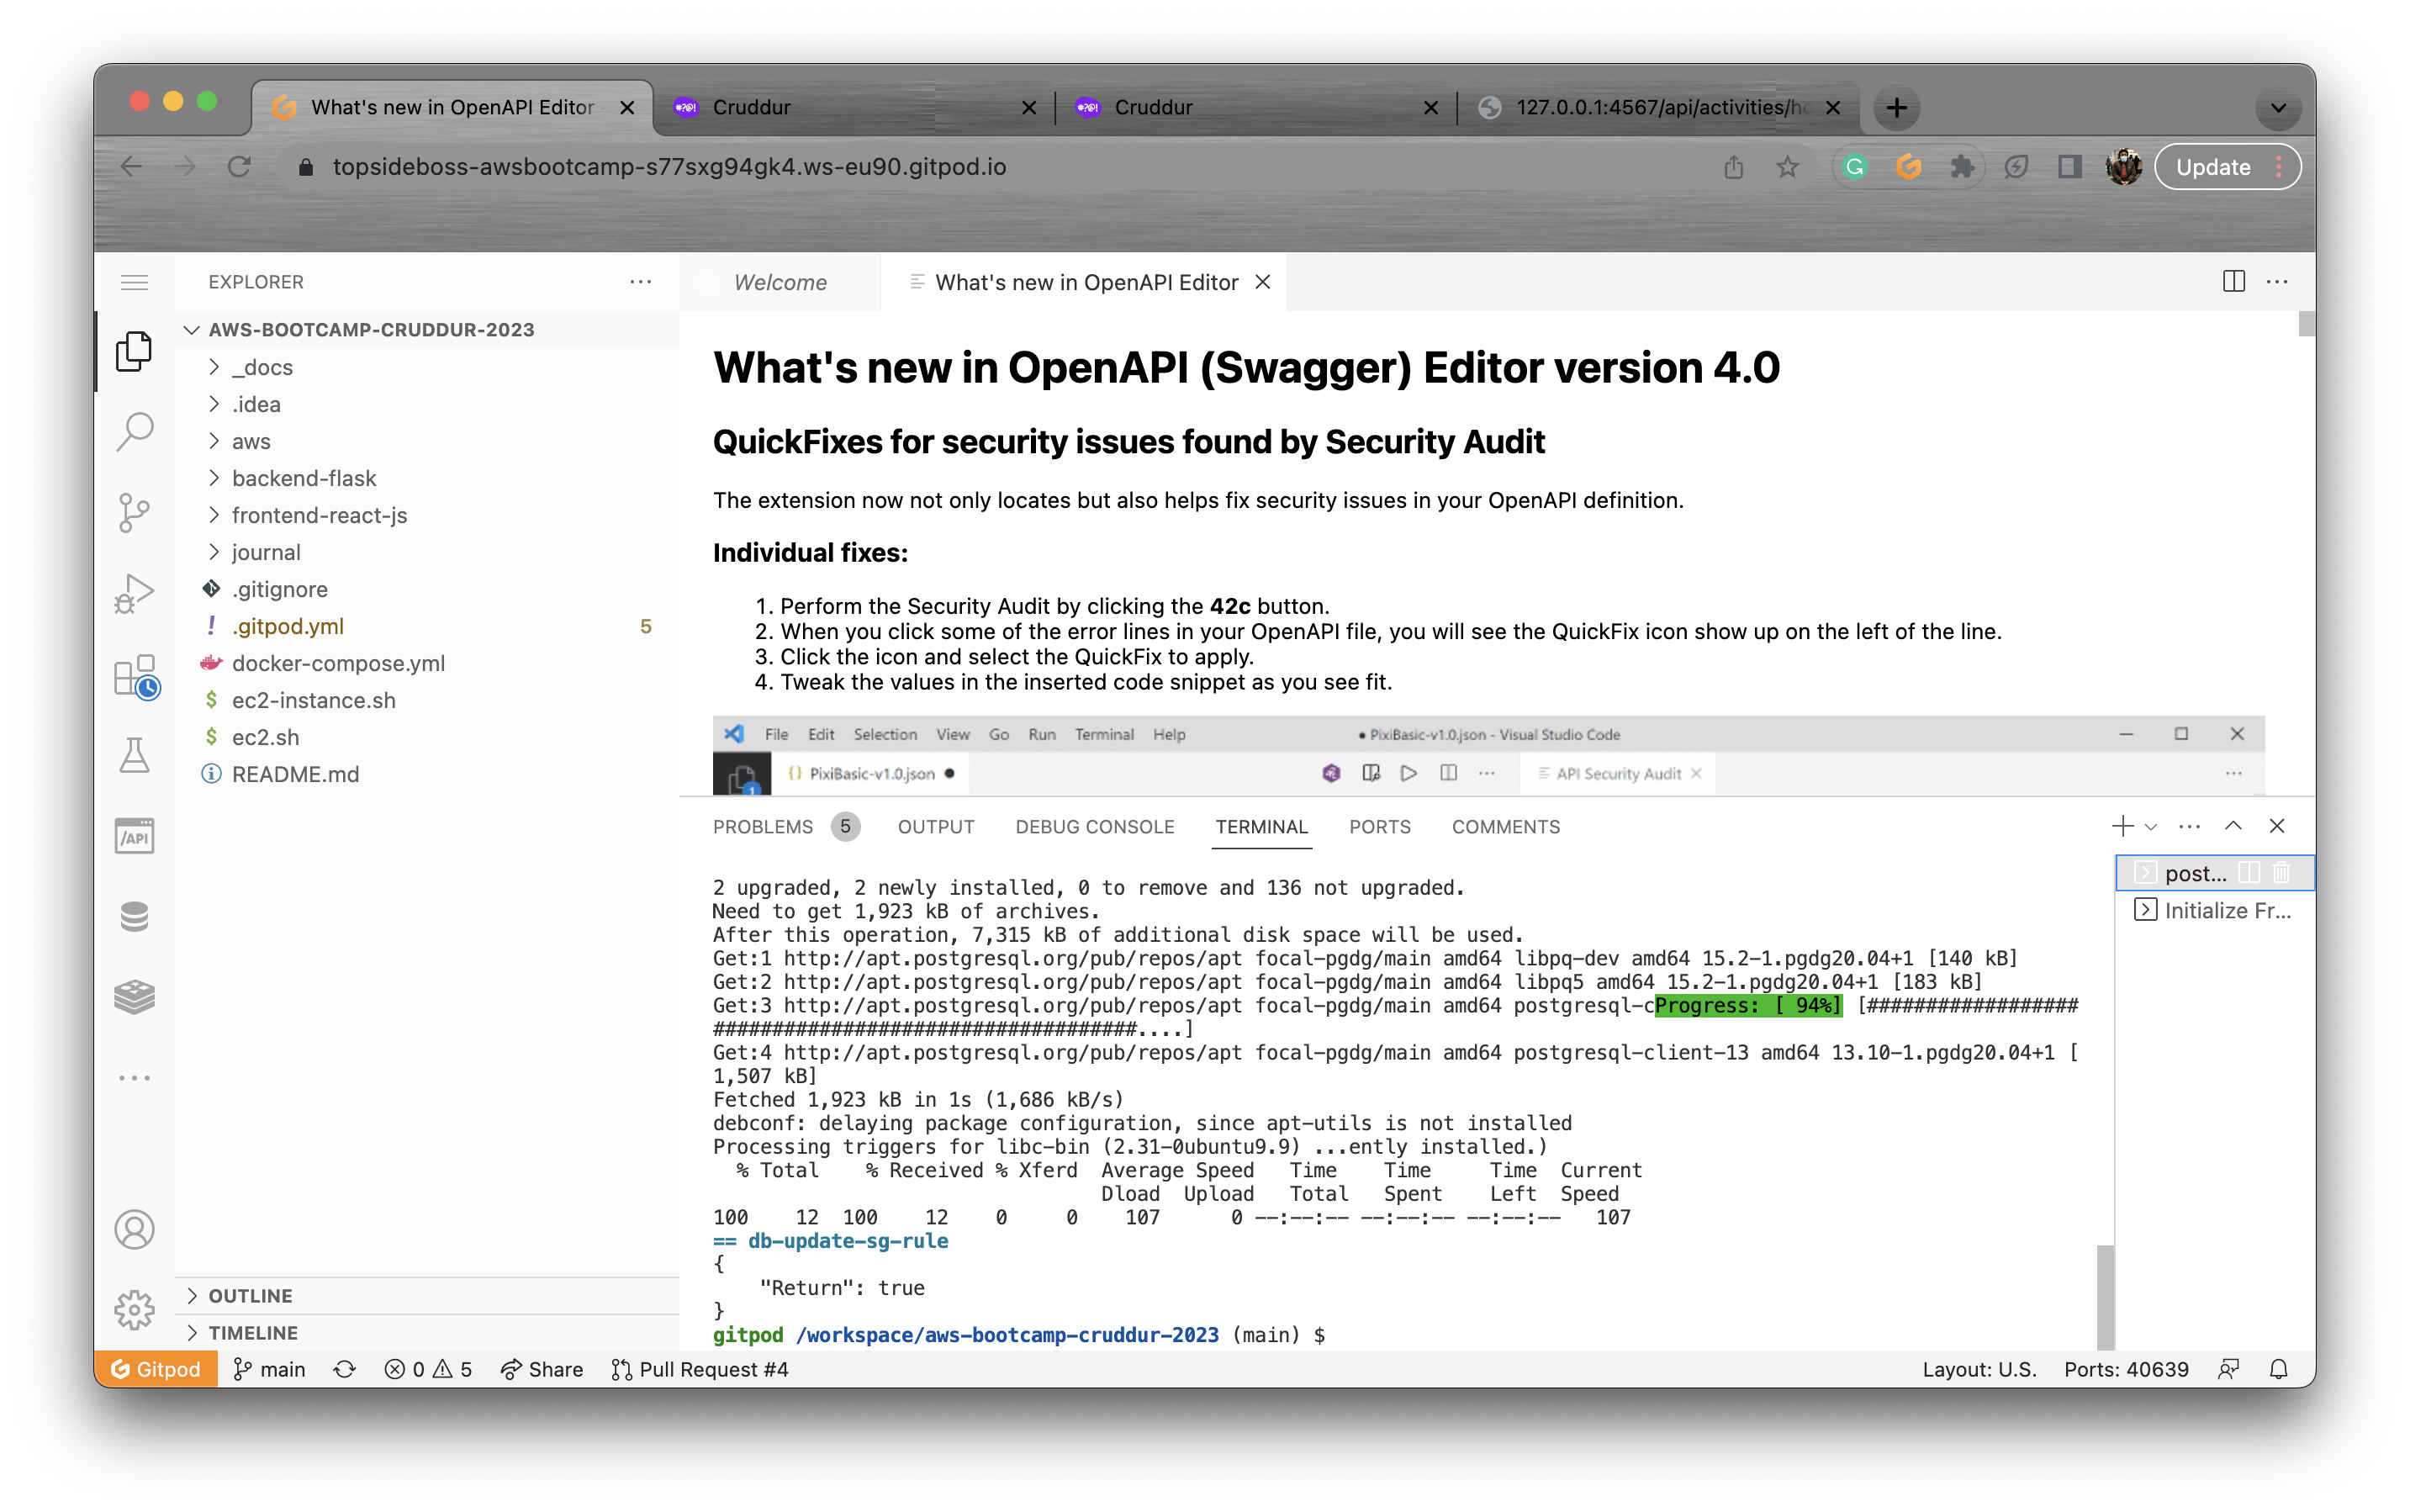 What's new in OpenAPI Editor
Cruddur
Cruddur
127.0.0.1:4567/api/activities/ho
topsideboss-awsbootcamp-s77sxg94gk4.ws-eu90.gitpod.io
Update
EXPLORER
AWS-BOOTCAMP-CRUDDUR-2023
_docs
.idea
aws
backend-flask
frontend-react-js
journal
.gitignore
.gitpod.yml 5
docker-compose.yml
ec2-instance.sh
ec2.sh
README.md
OUTLINE
TIMELINE
/API
Welcome
What's new in OpenAPI Editor
What's new in OpenAPI (Swagger) Editor version 4.0
QuickFixes for security issues found by Security Audit
The extension now not only locates but also helps fix security issues in your OpenAPI definition.
Individual fixes:
1. Perform the Security Audit by clicking the 42c button.
2. When you click some of the error lines in your OpenAPI file, you will see the QuickFix icon show up on the left of the line.
3. Click the icon and select the QuickFix to apply.
4. Tweak the values in the inserted code snippet as you see fit.
File Edit Selection View Go Run Terminal Help
● PixiBasic-v1.0.json - Visual Studio Code
1
{} PixiBasic-v1.0.json ●
API Security Audit
PROBLEMS 5 OUTPUT DEBUG CONSOLE TERMINAL PORTS COMMENTS
post...
Initialize Fr...
2 upgraded, 2 newly installed, 0 to remove and 136 not upgraded.
Need to get 1,923 kB of archives.
After this operation, 7,315 kB of additional disk space will be used.
Get:1 http://apt.postgresql.org/pub/repos/apt focal-pgdg/main amd64 libpq-dev amd64 15.2-1.pgdg20.04+1 [140 kB]
Get:2 http://apt.postgresql.org/pub/repos/apt focal-pgdg/main amd64 libpq5 amd64 15.2-1.pgdg20.04+1 [183 kB]
Get:3 http://apt.postgresql.org/pub/repos/apt focal-pgdg/main amd64 postgresql-cProgress: [ 94%] [##################
####################################....]
Get:4 http://apt.postgresql.org/pub/repos/apt focal-pgdg/main amd64 postgresql-client-13 amd64 13.10-1.pgdg20.04+1 [
1,507 kB]
Fetched 1,923 kB in 1s (1,686 kB/s)
debconf: delaying package configuration, since apt-utils is not installed
Processing triggers for libc-bin (2.31-0ubuntu9.9) ...ently installed.)
% Total % Received % Xferd Average Speed Time Time Time Current
Dload Upload Total Spent Left Speed
100 12 100 12 0 0 107 0 --:--:-- --:--:-- --:--:-- 107
== db-update-sg-rule
{
"Return": true
}
gitpod /workspace/aws-bootcamp-cruddur-2023 (main) $
Gitpod main 0 5 Share Pull Request #4 Layout: U.S. Ports: 40639